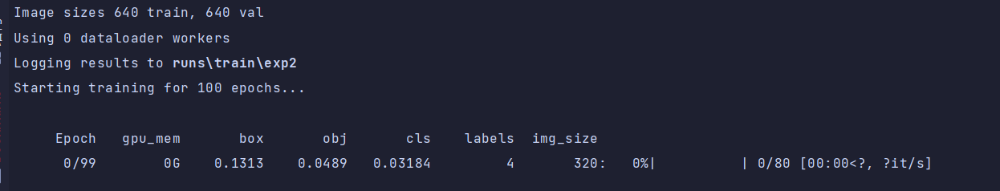 Image sizes 640 train, 640 val
Using 0 dataloader workers
Logging results to runs\train\exp2
Starting training for 100 epochs...
Epoch gpu_mem box obj cls labels img_size
0/99 0G 0.1313 0.0489 0.03184 4 320: 0%| | 0/80 [00:00<?, ?it/s]